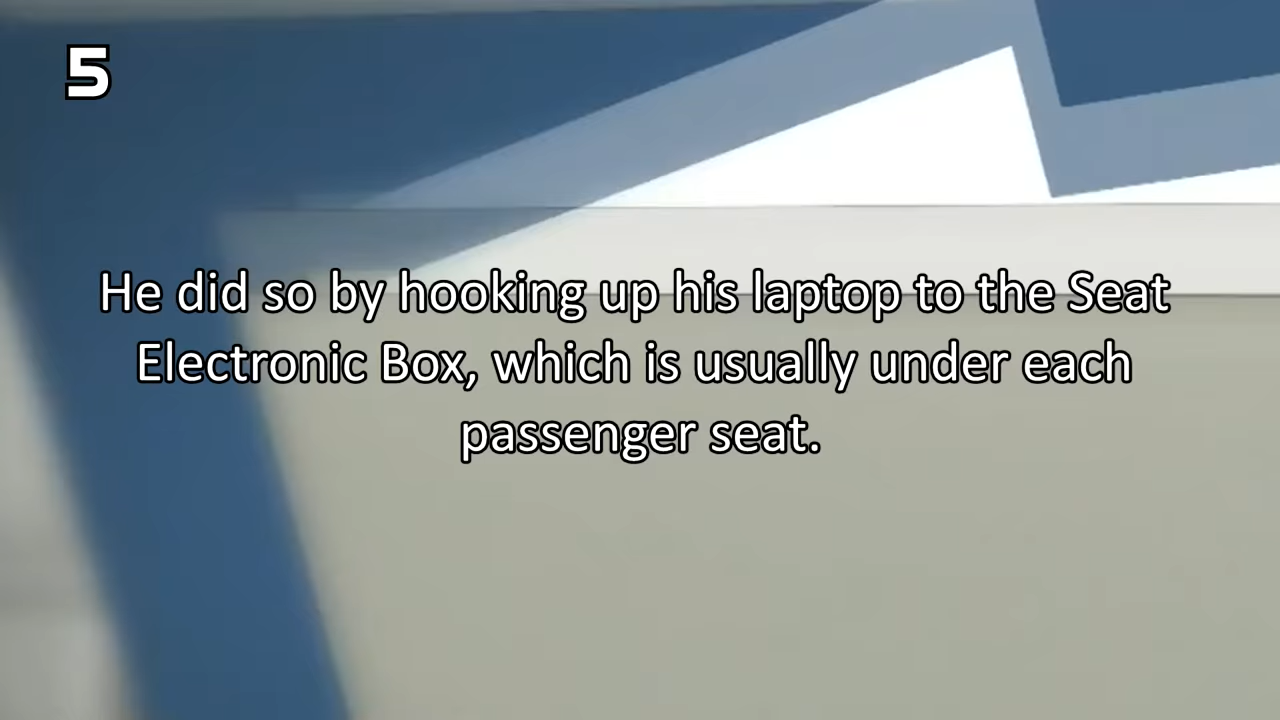 5
He did so by hooking up his laptop to the Seat
Electronic Box, which is usually under each
passenger seat.